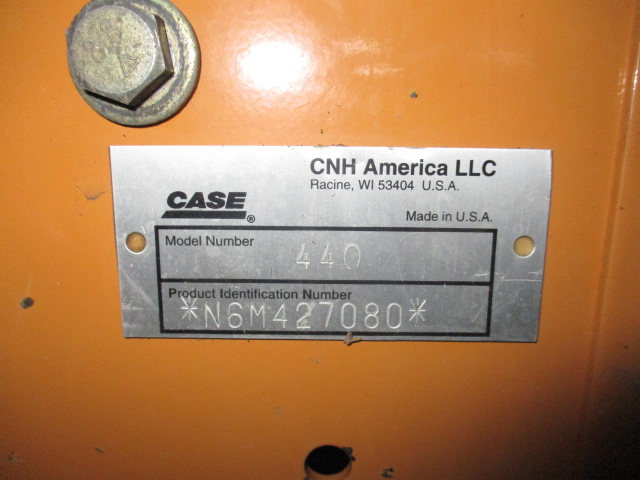 CNH America LLC
Racine, WI 53404 U.S.A.
CASE ®
Made in U.S.A.
Model Number
440
Product Identification Number
*N6M427080*